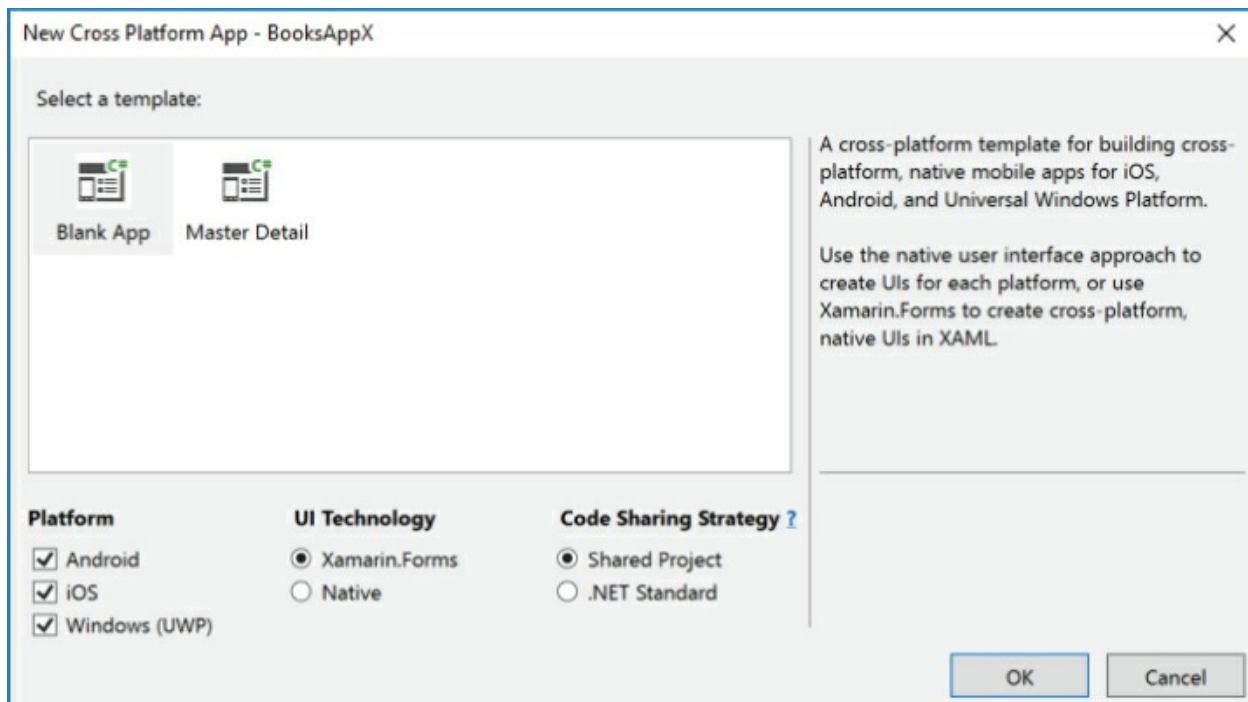 New Cross Platform App - BooksAppX
Select a template:
C#
Blank App
C#
Master Detail
A cross-platform template for building cross-
platform, native mobile apps for iOS,
Android, and Universal Windows Platform.
Use the native user interface approach to
create UIs for each platform, or use
Xamarin.Forms to create cross-platform,
native UIs in XAML.
Platform
Android
iOS
Windows (UWP)
UI Technology
Xamarin.Forms
Native
Code Sharing Strategy ?
Shared Project
.NET Standard
OK
Cancel